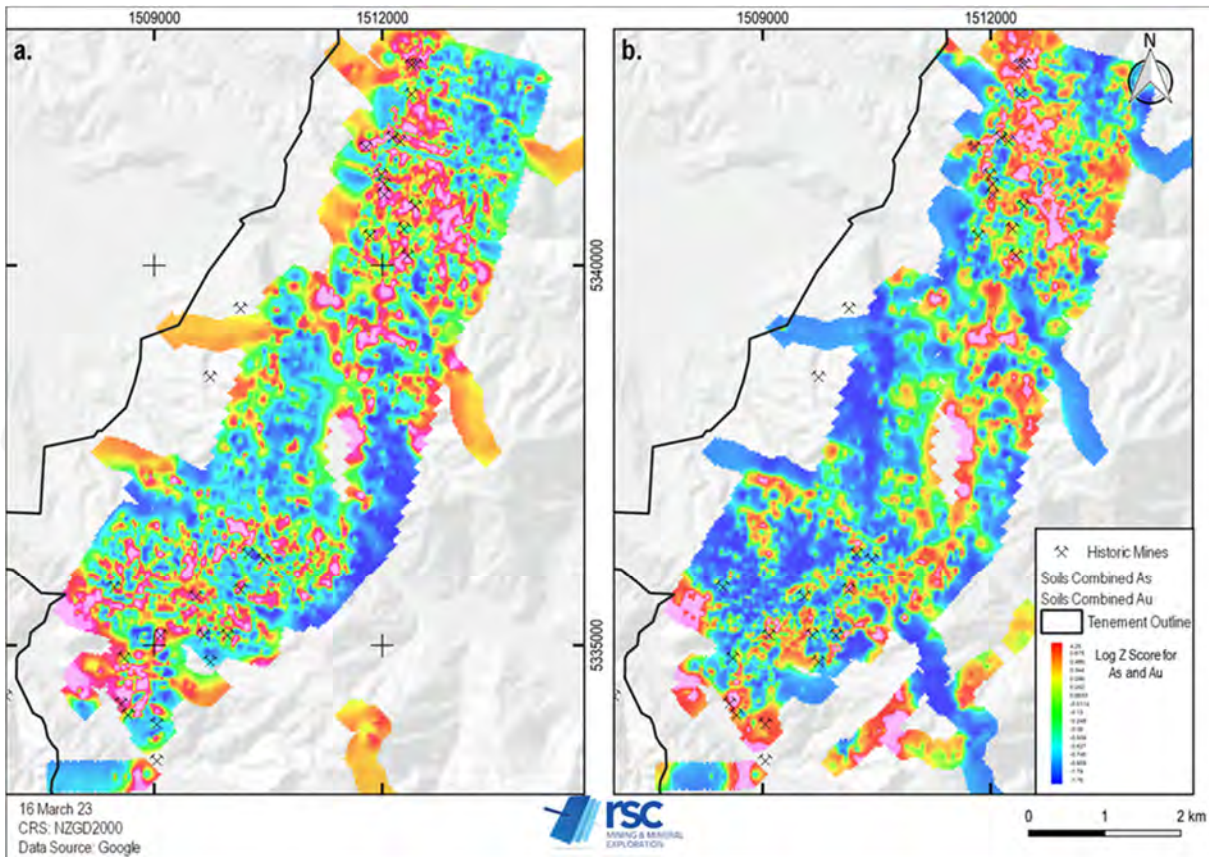 1509000 1512000 1509000 1512000
a. b. N
5340000 5340000
5335000 5335000
Historic Mines
Soils Combined As
Soils Combined Au
Tenement Outline
Log Z Score for
As and Au
16 March 23
CRS: NZGD2000
Data Source: Google
rsc
MINING & MINERAL
EXPLORATION
0 1 2 km